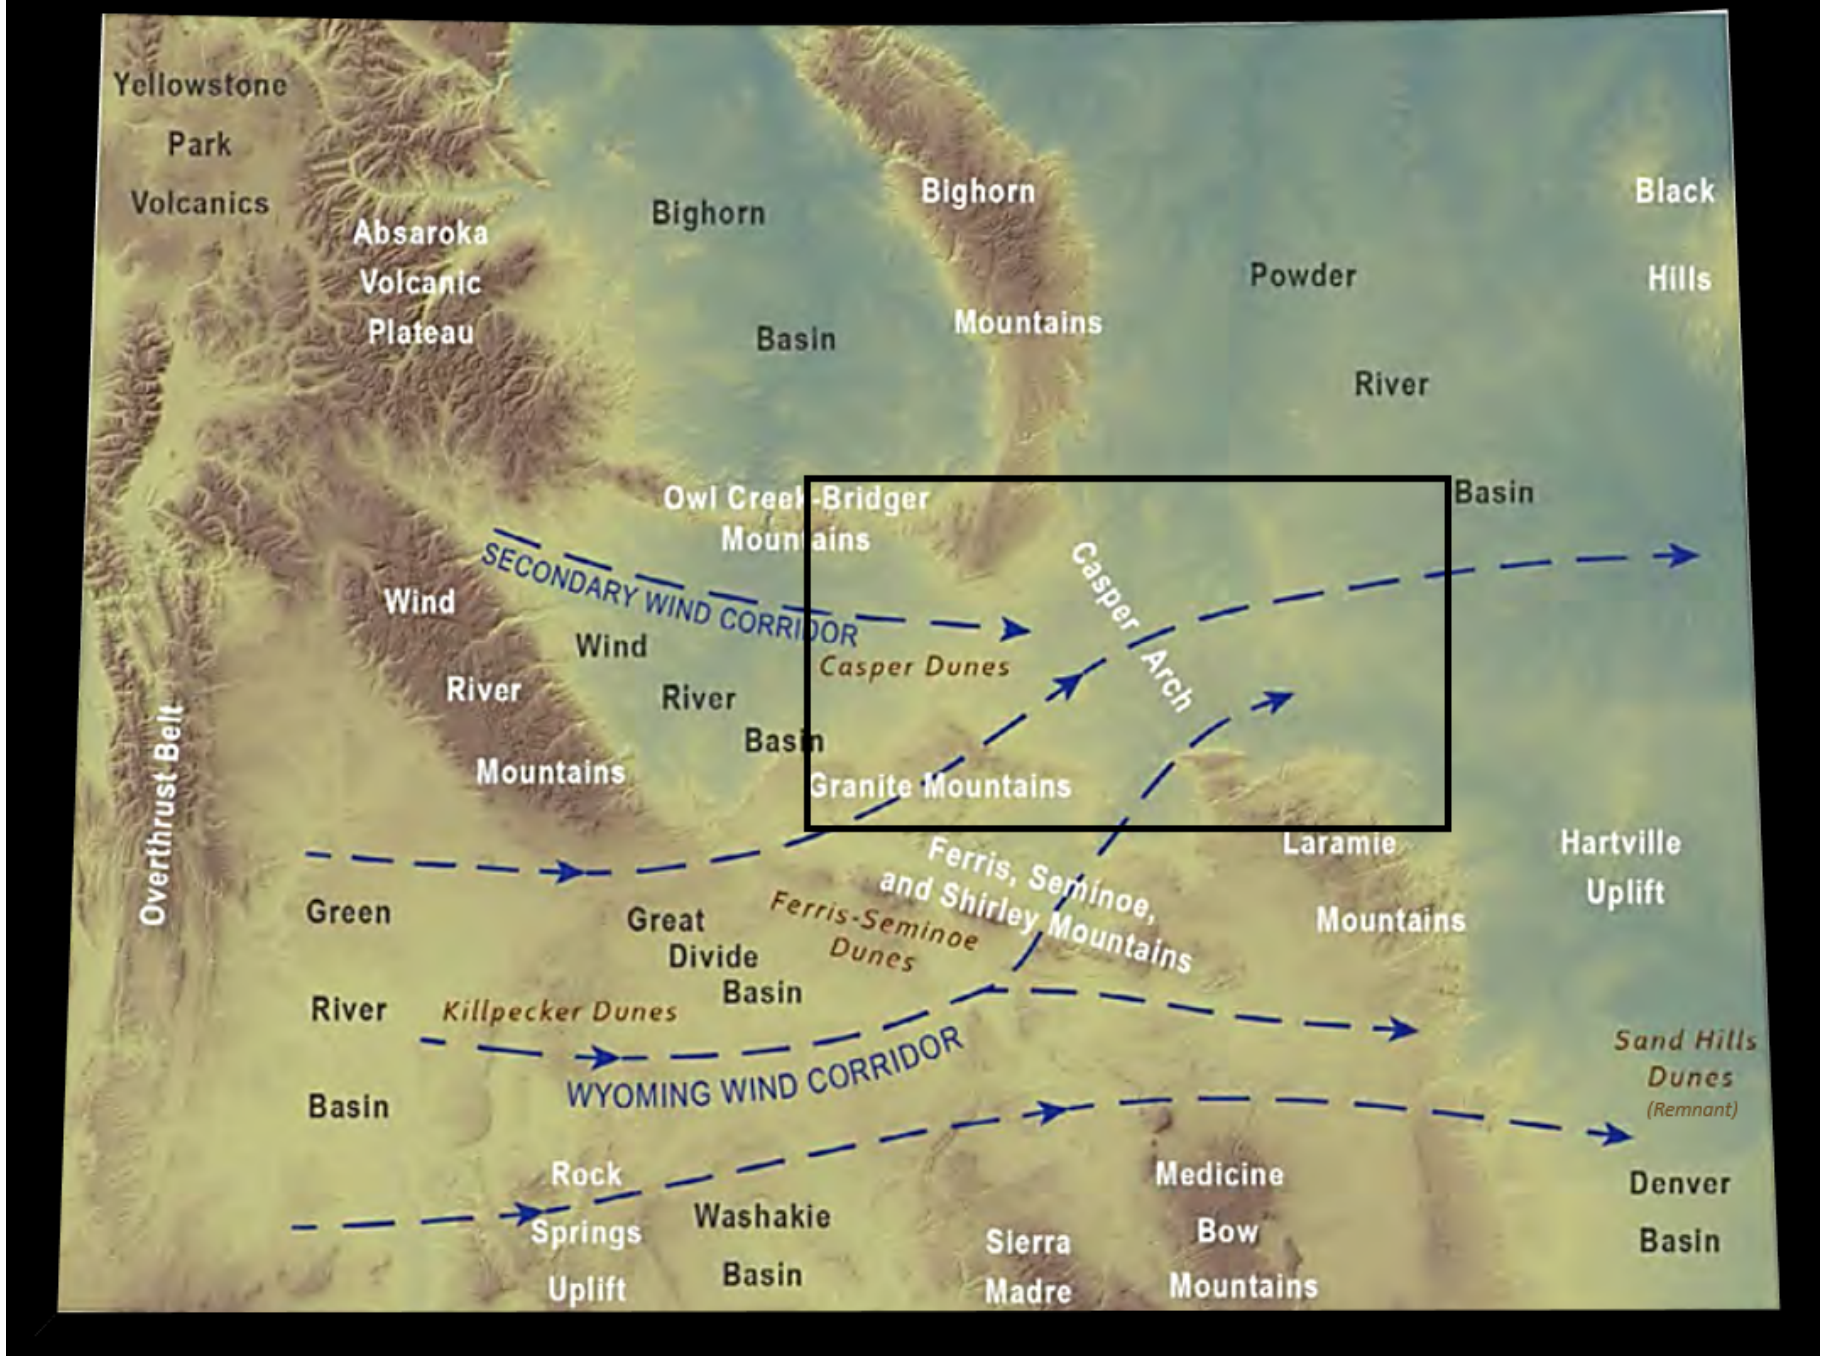 Yellowstone
Park
Volcanics
Absaroka
Volcanic
Plateau
Bighorn
Basin
Bighorn
Mountains
Powder
River
Basin
Black
Hills
Owl Creek-Bridger
Mountains
SECONDARY WIND CORRIDOR
Casper Arch
Wind
River
Mountains
Wind
River
Basin
Casper Dunes
Granite Mountains
Overthrust Belt
Ferris, Seminoe,
and Shirley Mountains
Laramie
Mountains
Hartville
Uplift
Green
River
Basin
Great
Divide
Basin
Ferris-Seminoe
Dunes
Killpecker Dunes
WYOMING WIND CORRIDOR
Sand Hills
Dunes
(Remnant)
Rock
Springs
Uplift
Washakie
Basin
Sierra
Madre
Medicine
Bow
Mountains
Denver
Basin